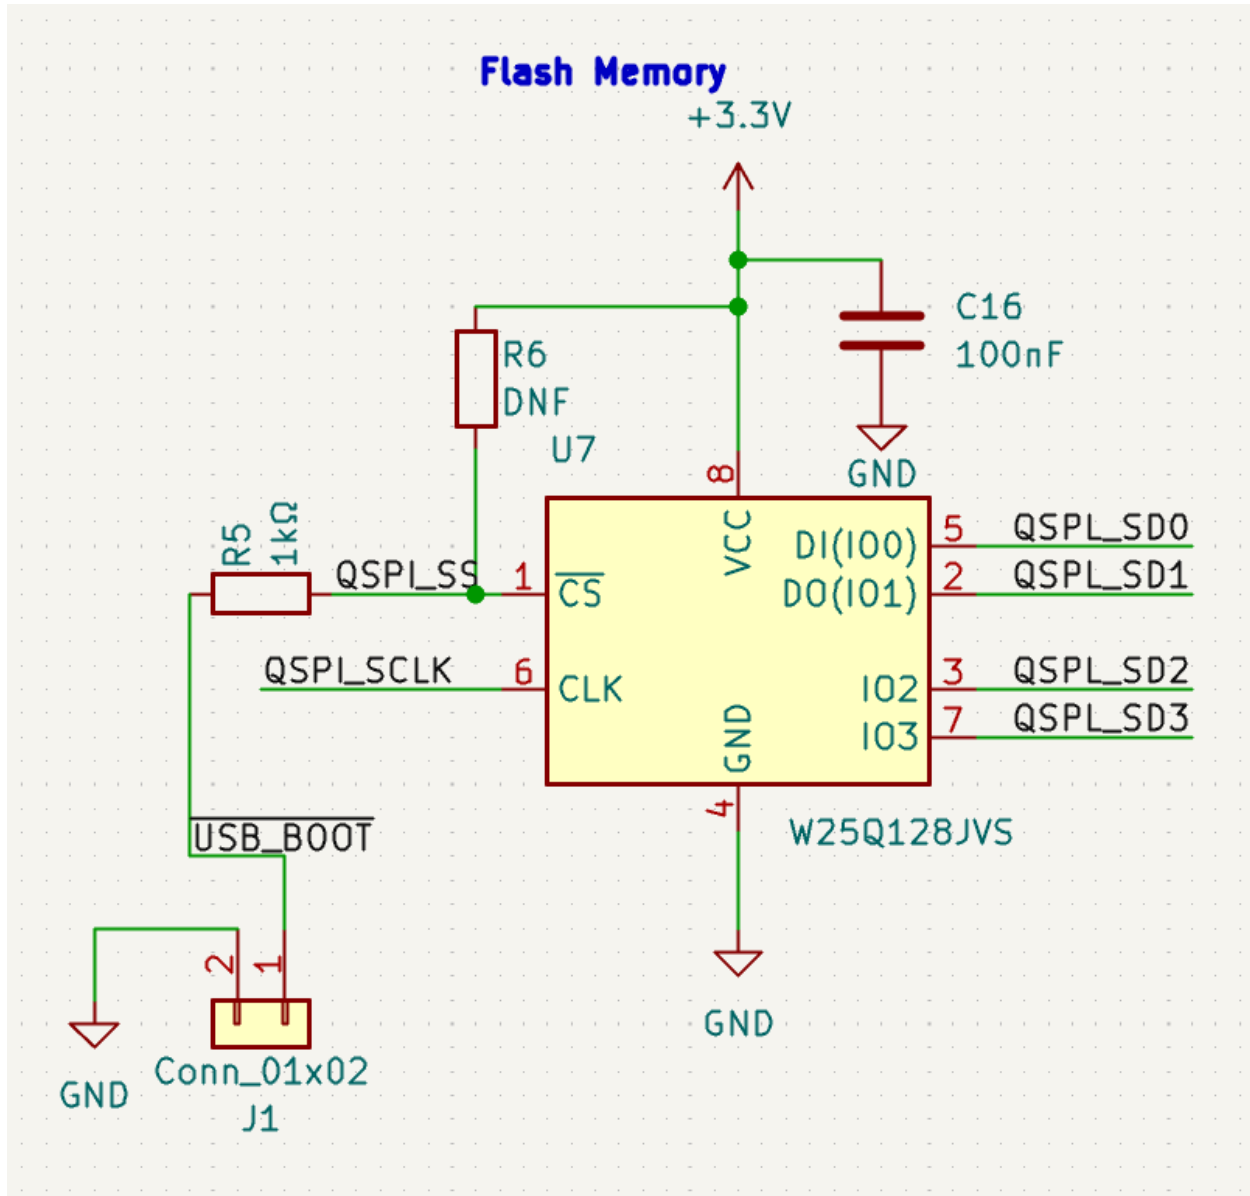 Flash Memory
+3.3V
C16
100nF
GND
R6
DNF
U7
R5
1kΩ
QSPI_SS
1
CS
QSPI_SCLK
6
CLK
8
VCC
GND
4
DI(IO0)
5
QSPL_SD0
DO(IO1)
2
QSPL_SD1
IO2
3
QSPL_SD2
IO3
7
QSPL_SD3
W25Q128JVS
GND
USB_BOOT
2
1
GND
Conn_01x02
J1